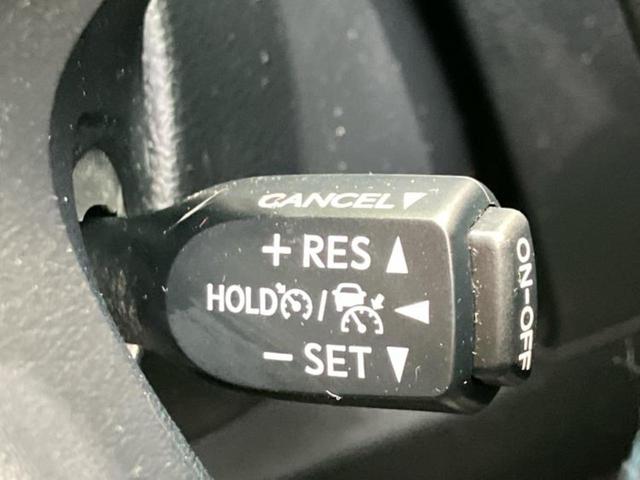 CANCEL ▼
+ RES ▲
HOLD / ◀
− SET ▼
ON-OFF